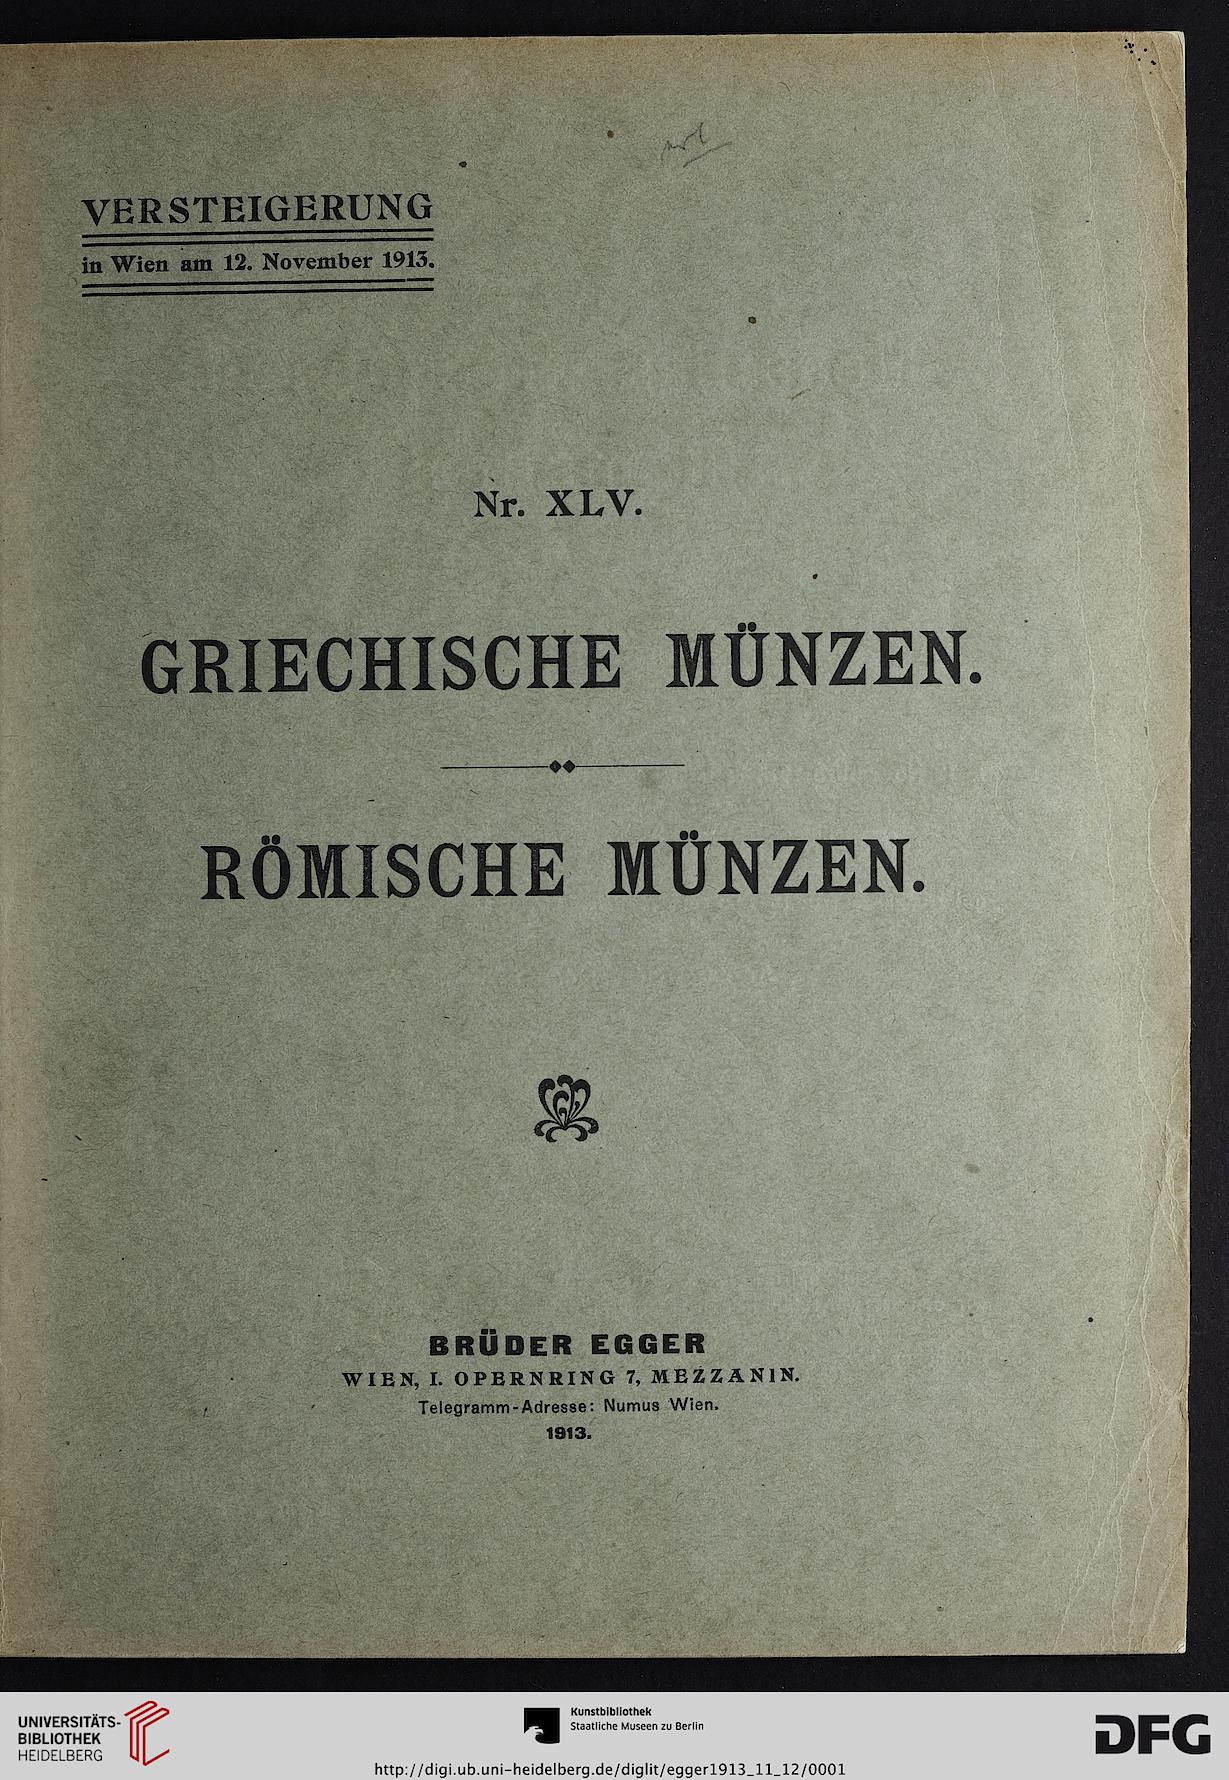 VERSTEIGERUNG
in Wien am 12. November 1913.
Nr. XLV.
GRIECHISCHE MÜNZEN.
RÖMISCHE MÜNZEN.
BRÜDER EGGER
WIEN, I. OPERNRING 7, MEZZANIN.
Telegramm-Adresse: Numus Wien.
1913.
UNIVERSITÄTS-
BIBLIOTHEK
HEIDELBERG
Kunstbibliothek
Staatliche Museen zu Berlin
http://digi.ub.uni-heidelberg.de/diglit/egger1913_11_12/0001
DFG